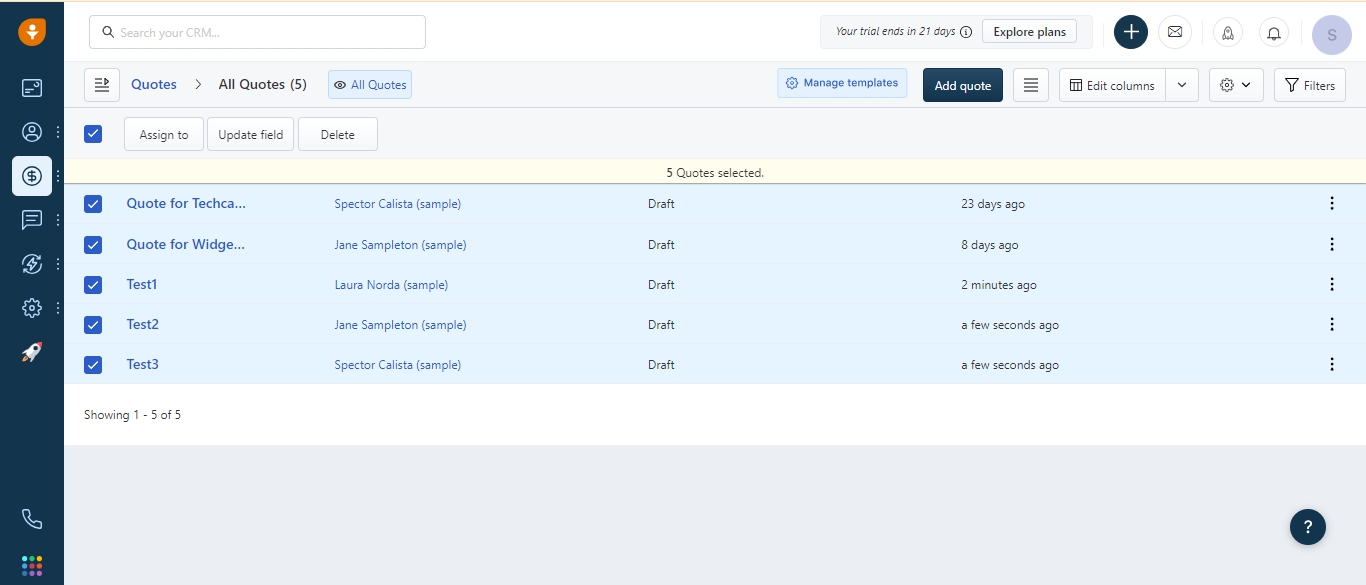 Search your CRM...
Your trial ends in 21 days
Explore plans
S
Quotes
All Quotes (5)
All Quotes
Manage templates
Add quote
Edit columns
Filters
Assign to
Update field
Delete
5 Quotes selected.
Quote for Techca... Spector Calista (sample) Draft 23 days ago
Quote for Widge... Jane Sampleton (sample) Draft 8 days ago
Test1 Laura Norda (sample) Draft 2 minutes ago
Test2 Jane Sampleton (sample) Draft a few seconds ago
Test3 Spector Calista (sample) Draft a few seconds ago
Showing 1 - 5 of 5
?